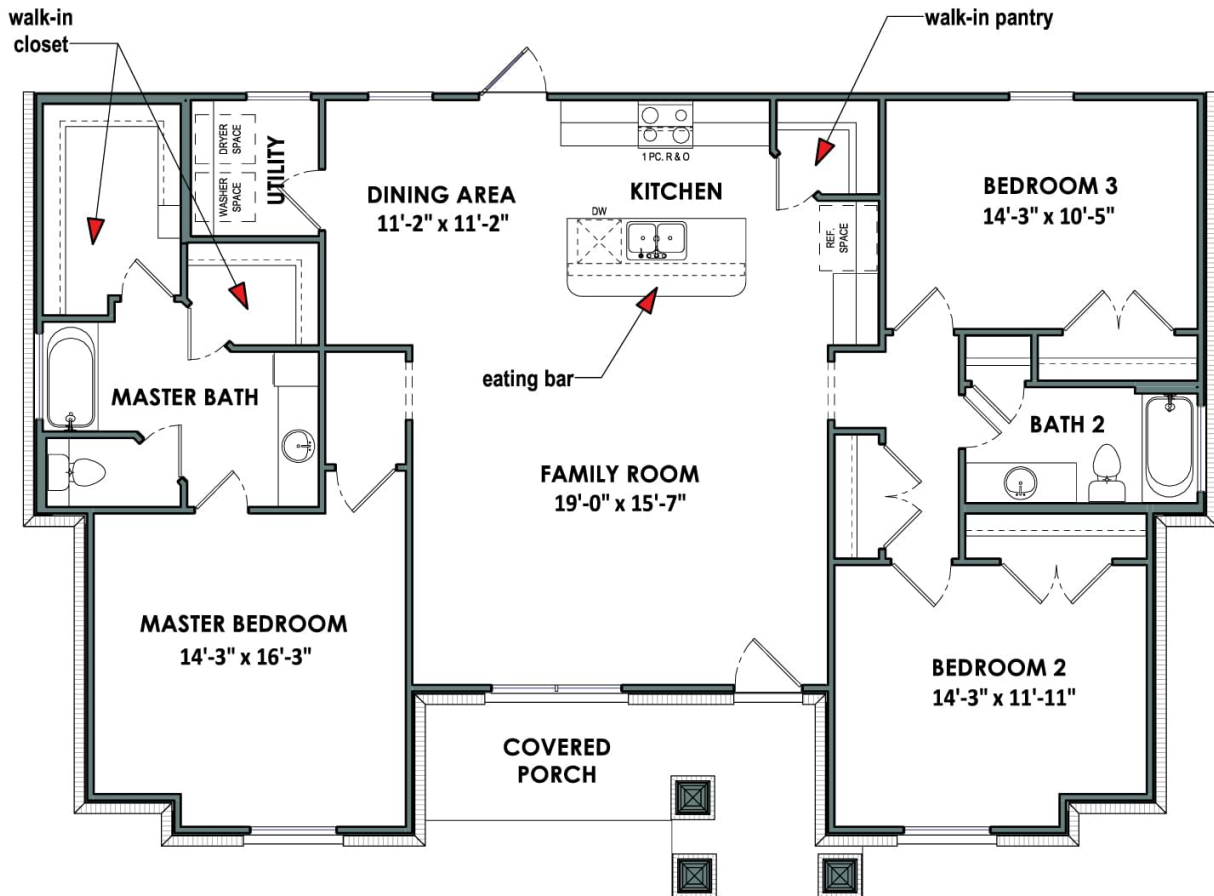 walk-in
closet
walk-in pantry
DRYER
SPACE
WASHER
SPACE
UTILITY
1 PC. R & O
DINING AREA
11'-2" x 11'-2"
KITCHEN
DW
REF.
SPACE
BEDROOM 3
14'-3" x 10'-5"
eating bar
MASTER BATH
BATH 2
FAMILY ROOM
19'-0" x 15'-7"
MASTER BEDROOM
14'-3" x 16'-3"
BEDROOM 2
14'-3" x 11'-11"
COVERED
PORCH